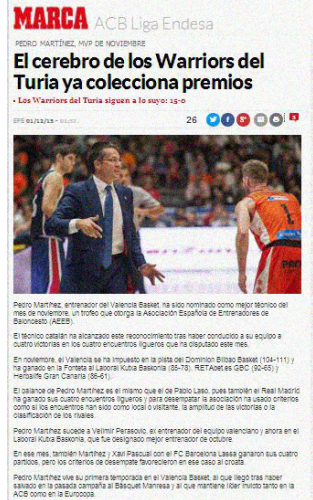 MARCA ACB Liga Endesa
PEDRO MARTÍNEZ, MVP DE NOVIEMBRE
El cerebro de los Warriors del
Turia ya colecciona premios
• Los Warriors del Turia siguen a lo suyo: 15-0
EFE 01/12/15 -
26
Pedro Martínez, entrenador del Valencia Basket, ha sido nominado como mejor técnico del
mes de noviembre, un trofeo que otorga la Asociación Española de Entrenadores de
Baloncesto (AEEB).
El técnico catalán ha alcanzado este reconocimiento tras haber conducido a su equipo a
cuatro victorias en los cuatro encuentros ligueros que ha disputado este mes.
En noviembre, el Valencia se ha impuesto en la pista del Dominion Bilbao Basket (104-111) y
ha ganado en la Fonteta al Laboral Kutxa Baskonia (85-78), RETAbet.es GBC (92-65) y
Herbalife Gran Canaria (86-61).
El balance de Pedro Martínez es el mismo que el de Pablo Laso, pues también el Real Madrid
ha ganado sus cuatro encuentros ligueros y para desempatar la asociación ha usado criterios
como si los encuentros han sido como local o visitante, la amplitud de las victorias o la
clasificación de los rivales.
Pedro Martínez sucede a Velimir Perasovic, ex entrenador del equipo valenciano y ahora en el
Laboral Kutxa Baskonia, que fue designado mejor entrenador de octubre.
En ese mes, también Martínez y Xavi Pascual con el FC Barcelona Lassa ganaron sus cuatro
partidos, pero los criterios de desempate favorecieron en ese caso al croata.
Pedro Martínez vive su primera temporada en el Valencia Basket, al que llegó tras haber
salvado en la pasada campaña al Bàsquet Manresa y al que mantiene líder invicto tanto en la
ACB como en la Eurocopa.